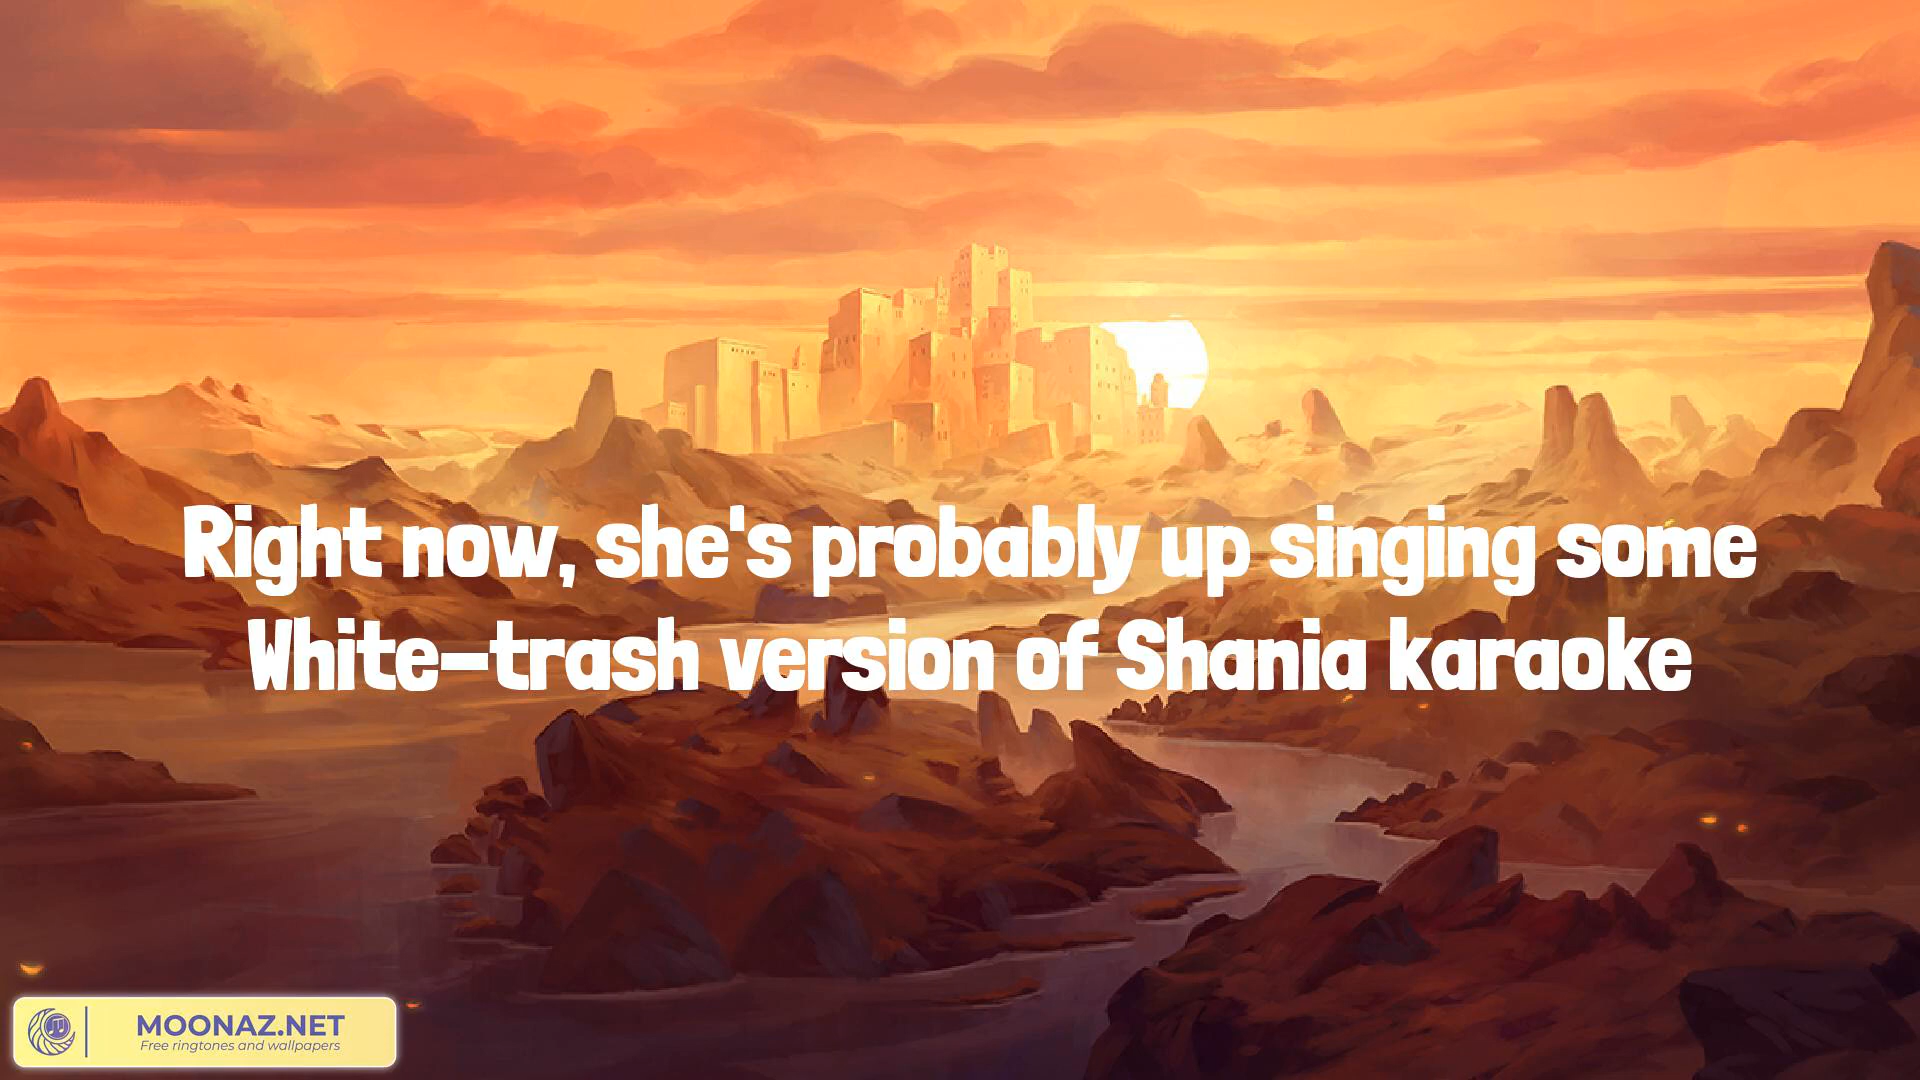 Right now, she's probably up singing some
White-trash version of Shania karaoke
MOONAZ.NET
Free ringtones and wallpapers